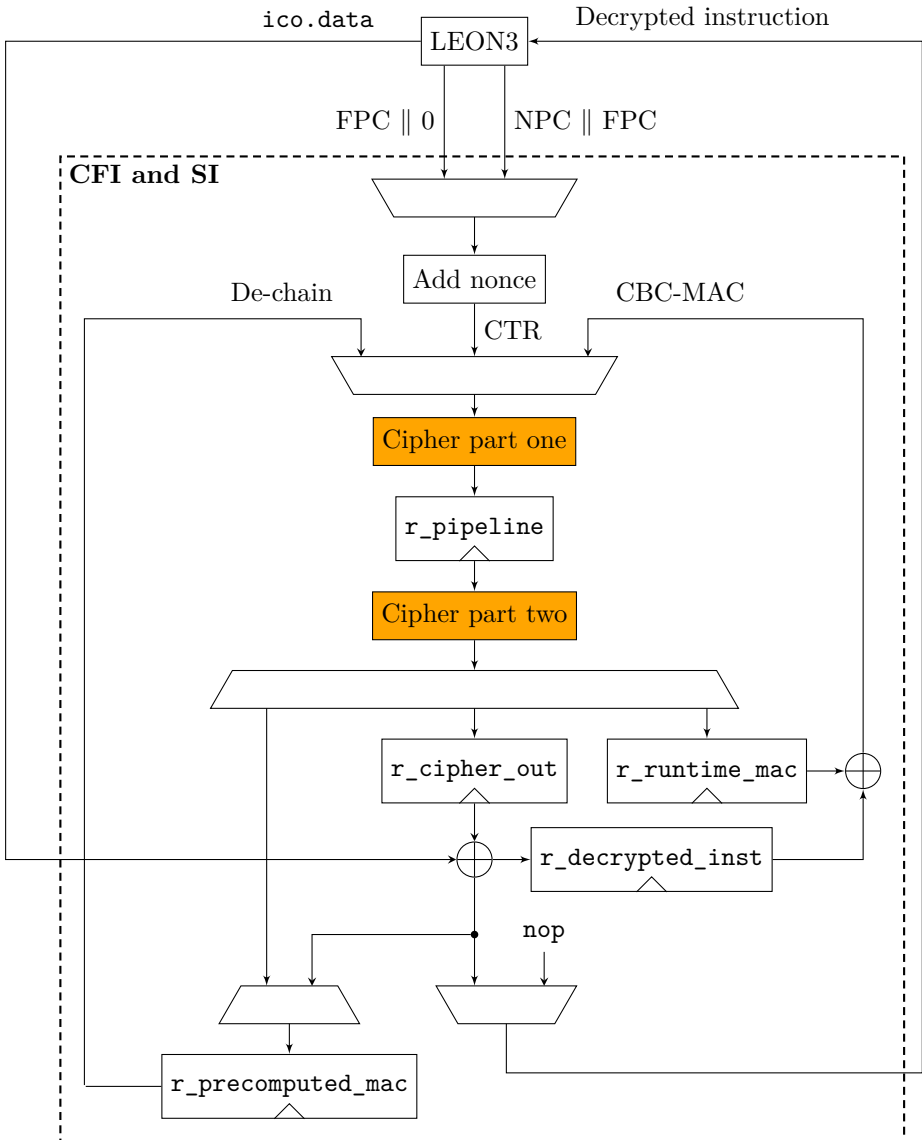 ico.data
Decrypted instruction
LEON3
FPC ∥ 0
NPC ∥ FPC
CFI and SI
Add nonce
De-chain
CBC-MAC
CTR
Cipher part one
r_pipeline
Cipher part two
r_cipher_out
r_runtime_mac
r_decrypted_inst
nop
r_precomputed_mac